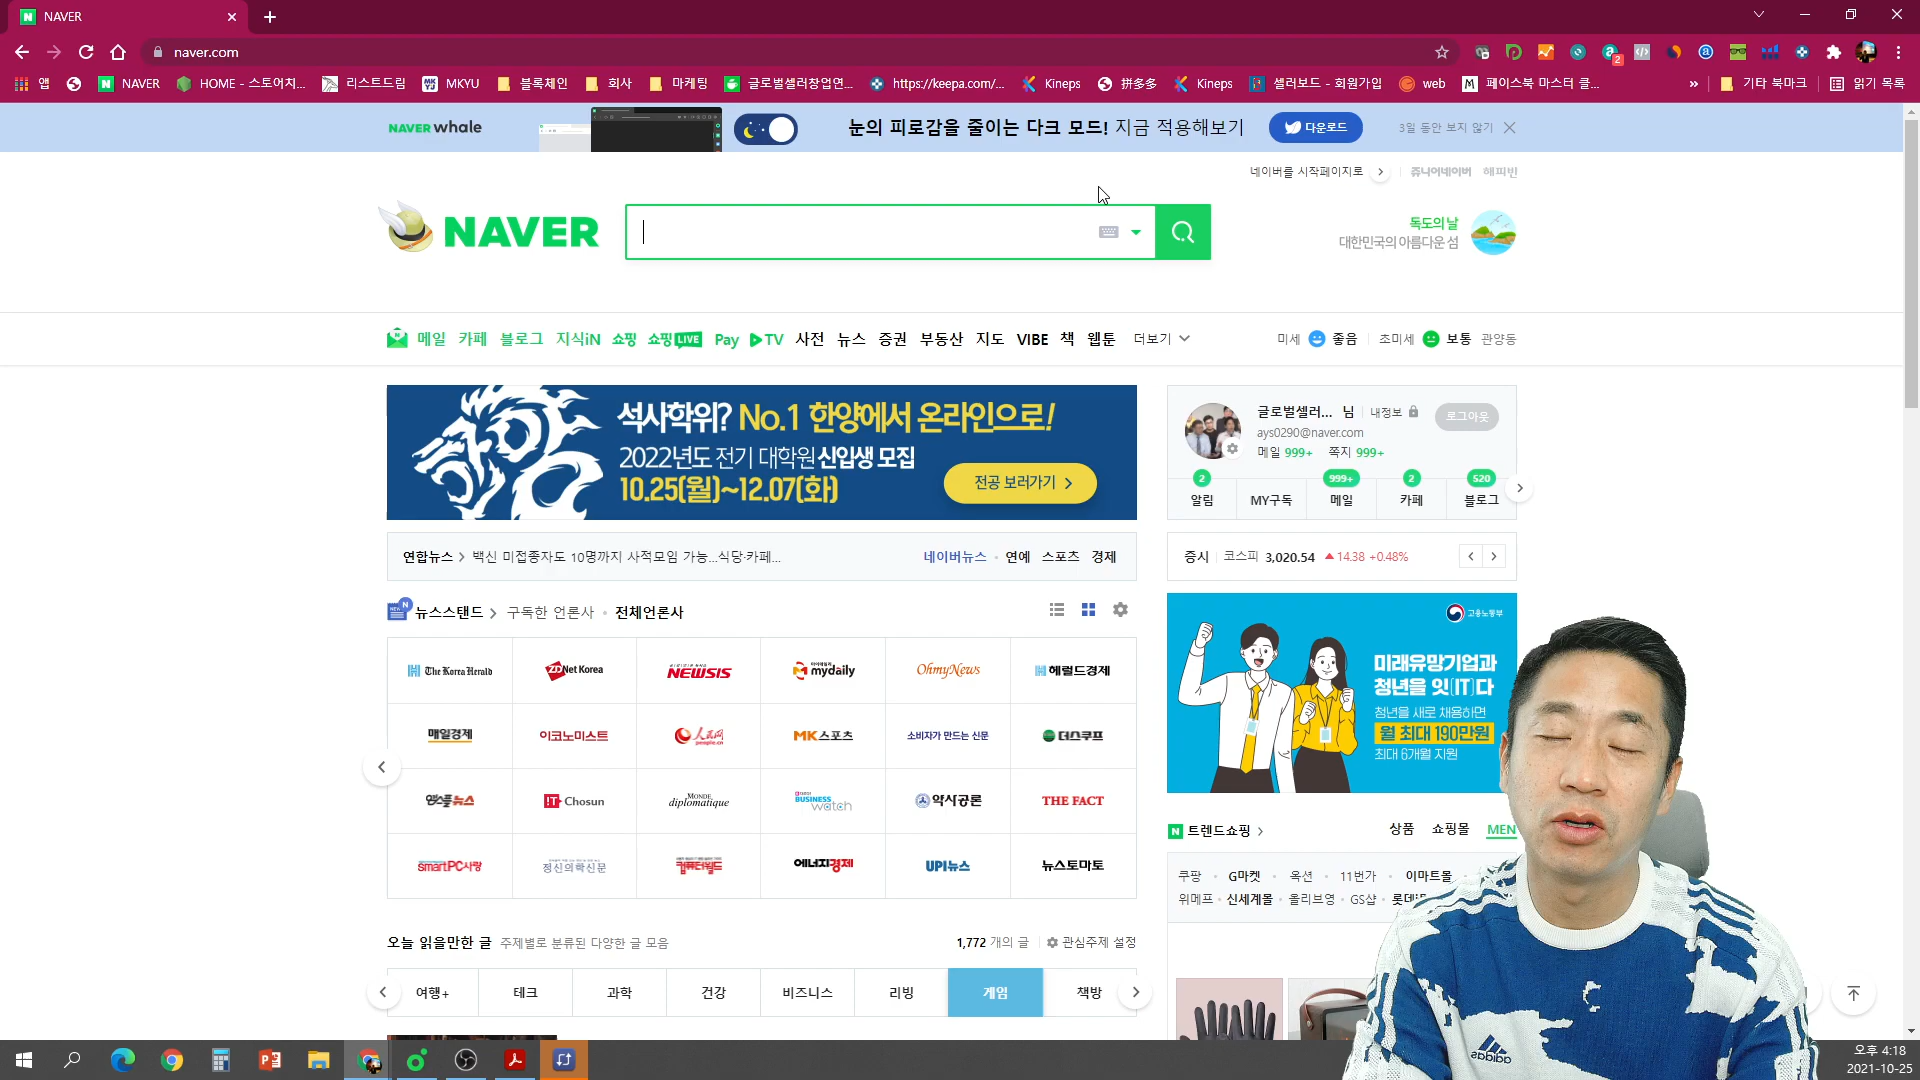 NAVER
naver.com
앱
NAVER
HOME - 스토어치...
리스트드림
MKYU
블록체인
회사
마케팅
글로벌셀러창업연...
https://keepa.com/...
Kineps
拼多多
Kineps
셀러보드 - 회원가입
web
페이스북 마스터 클...
»
기타 북마크
읽기 목록
NAVER whale
눈의 피로감을 줄이는 다크 모드! 지금 적용해보기
다운로드
3일 동안 보지 않기
네이버를 시작페이지로
쥬니어네이버 해피빈
NAVER
독도의 날
대한민국의 아름다운 섬
메일 카페 블로그 지식iN 쇼핑 쇼핑LIVE Pay TV 사전 뉴스 증권 부동산 지도 VIBE 책 웹툰 더보기
미세 좋음 초미세 보통 관양동
석사학위? No.1 한양에서 온라인으로!
2022년도 전기 대학원 신입생 모집
10.25(월)~12.07(화)
전공 보러가기
글로벌셀러... 님 내정보
로그아웃
ays0290@naver.com
메일 999+ 쪽지 999+
2 999+ 2 520
알림 MY구독 메일 카페 블로그
연합뉴스 백신 미접종자도 10명까지 사적모임 가능...식당·카페...
네이버뉴스 연예 스포츠 경제
증시 코스피 3,020.54 14.38 +0.48%
뉴스스탠드 구독한 언론사 전체언론사
The Korea Herald
ZDNet Korea
NEWSIS
mydaily
OhmyNews
헤럴드경제
매일경제
이코노미스트
人民网
people.cn
MK스포츠
소비자가 만드는 신문
더스쿠프
앳스타일뉴스
IT Chosun
LE MONDE diplomatique
BUSINESS watch
약사공론
THE FACT
smartPC사랑
정신의학신문
컴퓨터월드
에너지경제
UPI뉴스
뉴스토마토
고용노동부
미래유망기업과
청년을 잇(IT)다
청년을 새로 채용하면
월 최대 190만원
최대 6개월 지원
트렌드쇼핑
상품 쇼핑몰 MEN
쿠팡 G마켓 옥션 11번가 이마트몰
위메프 신세계몰 올리브영 GS샵
오늘 읽을만한 글 주제별로 분류된 다양한 글 모음
1,772 개의 글 관심주제 설정
여행+ 테크 과학 건강 비즈니스 리빙 게임 책방
adidas
오후 4:18
2021-10-25